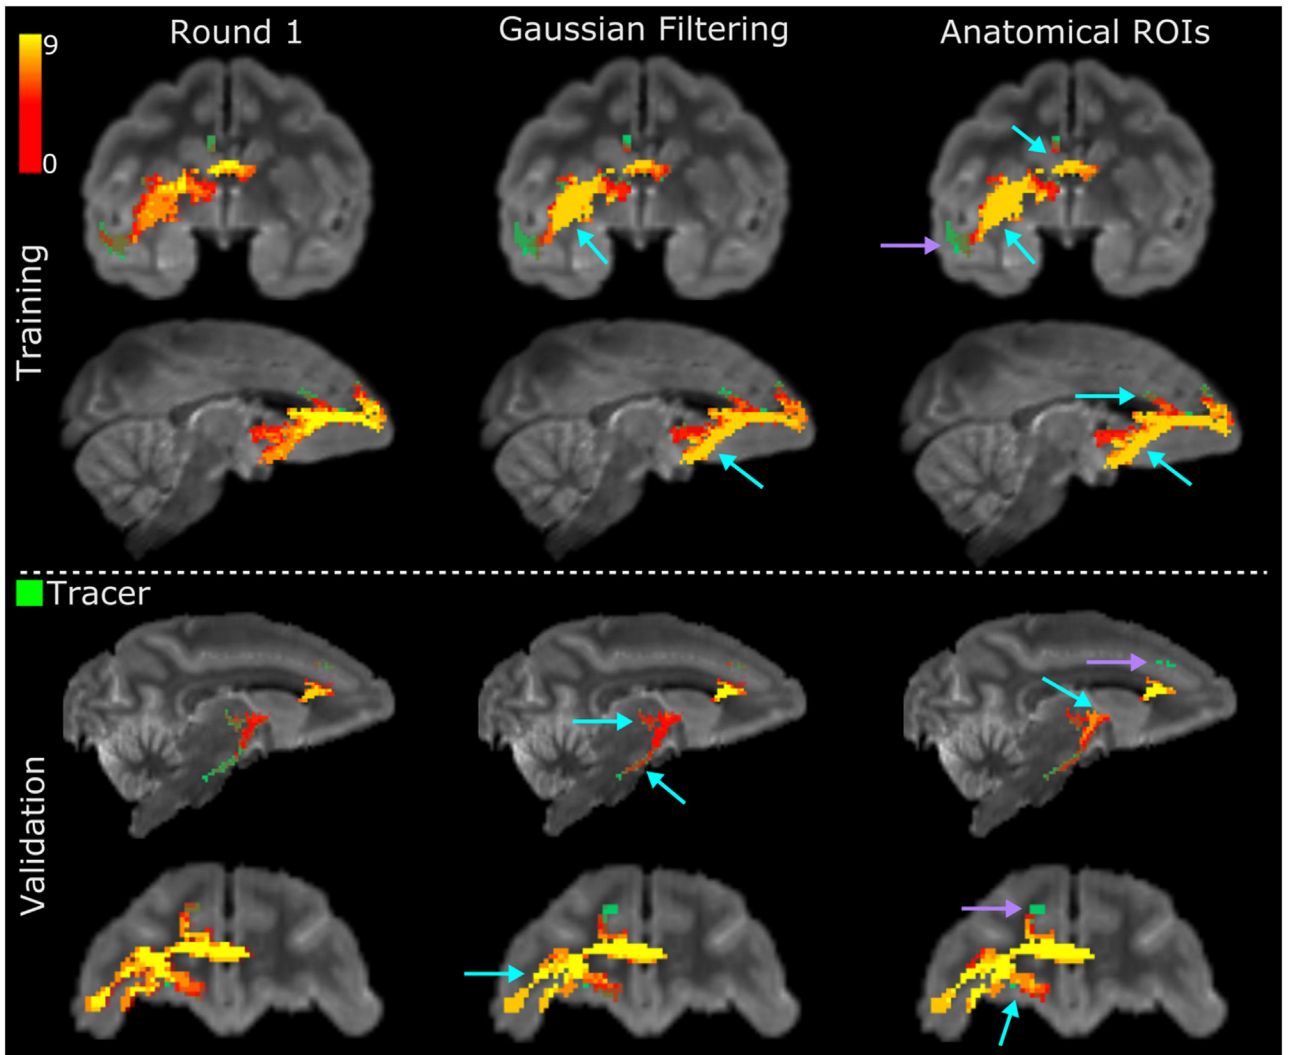 Round 1
Gaussian Filtering
Anatomical ROIs
9
0
Training
Tracer
Validation